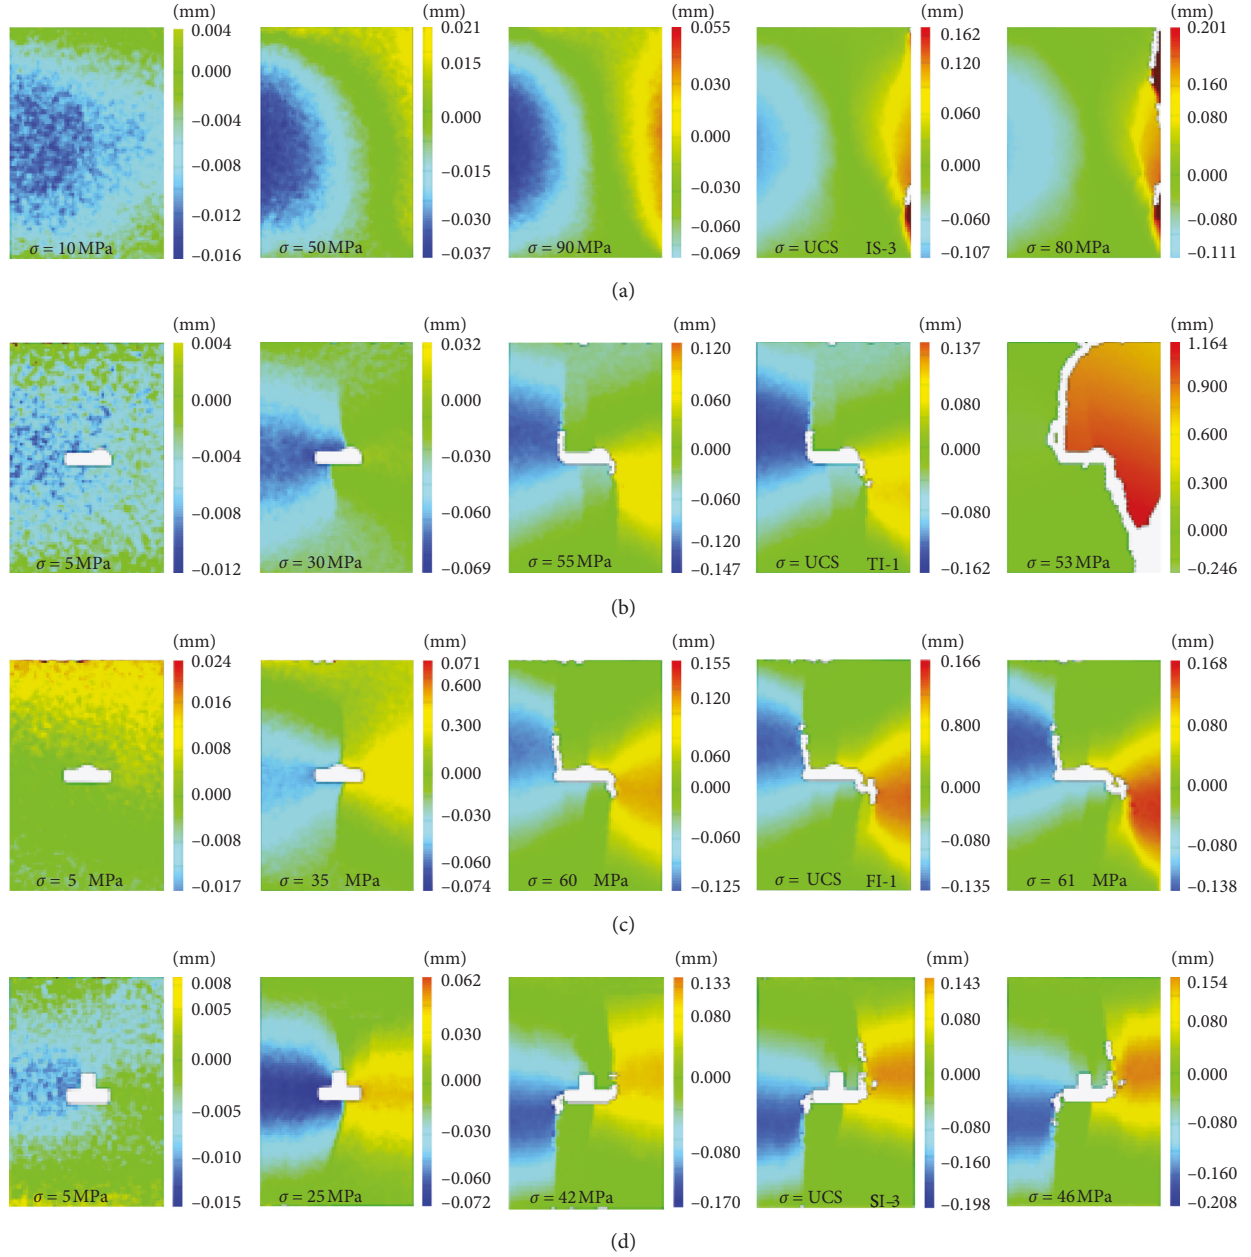 (mm) (mm) (mm) (mm) (mm)
0.004 0.000 −0.004 −0.008 −0.012 −0.016
σ = 10 MPa
0.021 0.015 0.000 −0.015 −0.030 −0.037
σ = 50 MPa
0.055 0.030 0.000 −0.030 −0.069
σ = 90 MPa
0.162 0.120 0.060 0.000 −0.060 −0.107
σ = UCS IS-3
0.201 0.160 0.080 0.000 −0.080 −0.111
σ = 80 MPa
(a)
(mm) (mm) (mm) (mm) (mm)
0.004 0.000 −0.004 −0.008 −0.012
σ = 5 MPa
0.032 0.000 −0.030 −0.060 −0.069
σ = 30 MPa
0.120 0.060 0.000 −0.060 −0.120 −0.147
σ = 55 MPa
0.137 0.080 0.000 −0.080 −0.162
σ = UCS TI-1
1.164 0.900 0.600 0.300 0.000 −0.246
σ = 53 MPa
(b)
(mm) (mm) (mm) (mm) (mm)
0.024 0.016 0.008 0.000 −0.008 −0.017
σ = 5 MPa
0.071 0.600 0.300 0.000 −0.030 −0.060 −0.074
σ = 35 MPa
0.155 0.120 0.060 0.000 −0.060 −0.125
σ = 60 MPa
0.166 0.800 0.000 −0.080 −0.135
σ = UCS FI-1
0.168 0.080 0.000 −0.080 −0.138
σ = 61 MPa
(c)
(mm) (mm) (mm) (mm) (mm)
0.008 0.005 0.000 −0.005 −0.010 −0.015
σ = 5 MPa
0.062 0.030 0.000 −0.030 −0.060 −0.072
σ = 25 MPa
0.133 0.080 0.000 −0.080 −0.170
σ = 42 MPa
0.143 0.080 0.000 −0.080 −0.160 −0.198
σ = UCS SI-3
0.154 0.080 0.000 −0.080 −0.160 −0.208
σ = 46 MPa
(d)